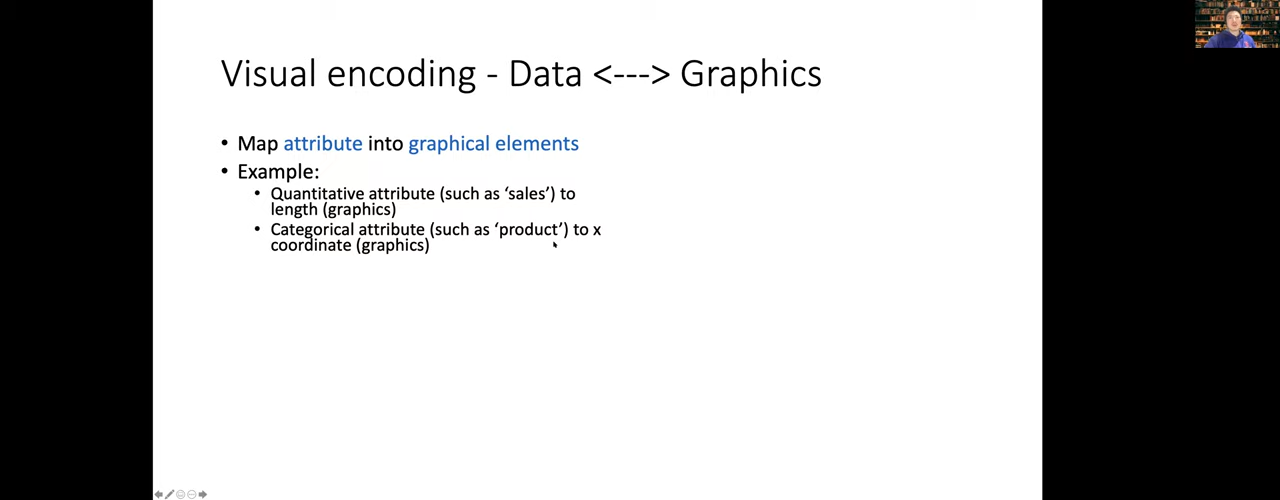 Visual encoding - Data <---> Graphics
• Map attribute into graphical elements
• Example:
• Quantitative attribute (such as ‘sales’) to
length (graphics)
• Categorical attribute (such as ‘product’) to x
coordinate (graphics)